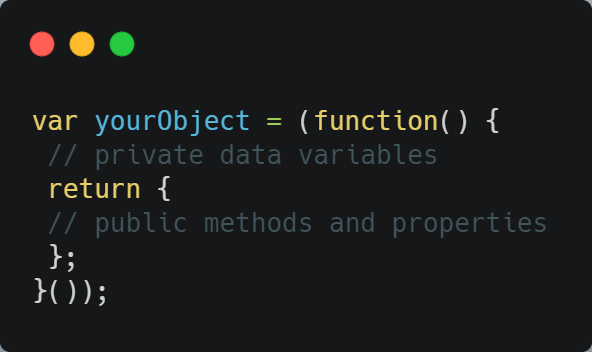 var yourObject = (function() {
 // private data variables
 return {
 // public methods and properties
 };
}());